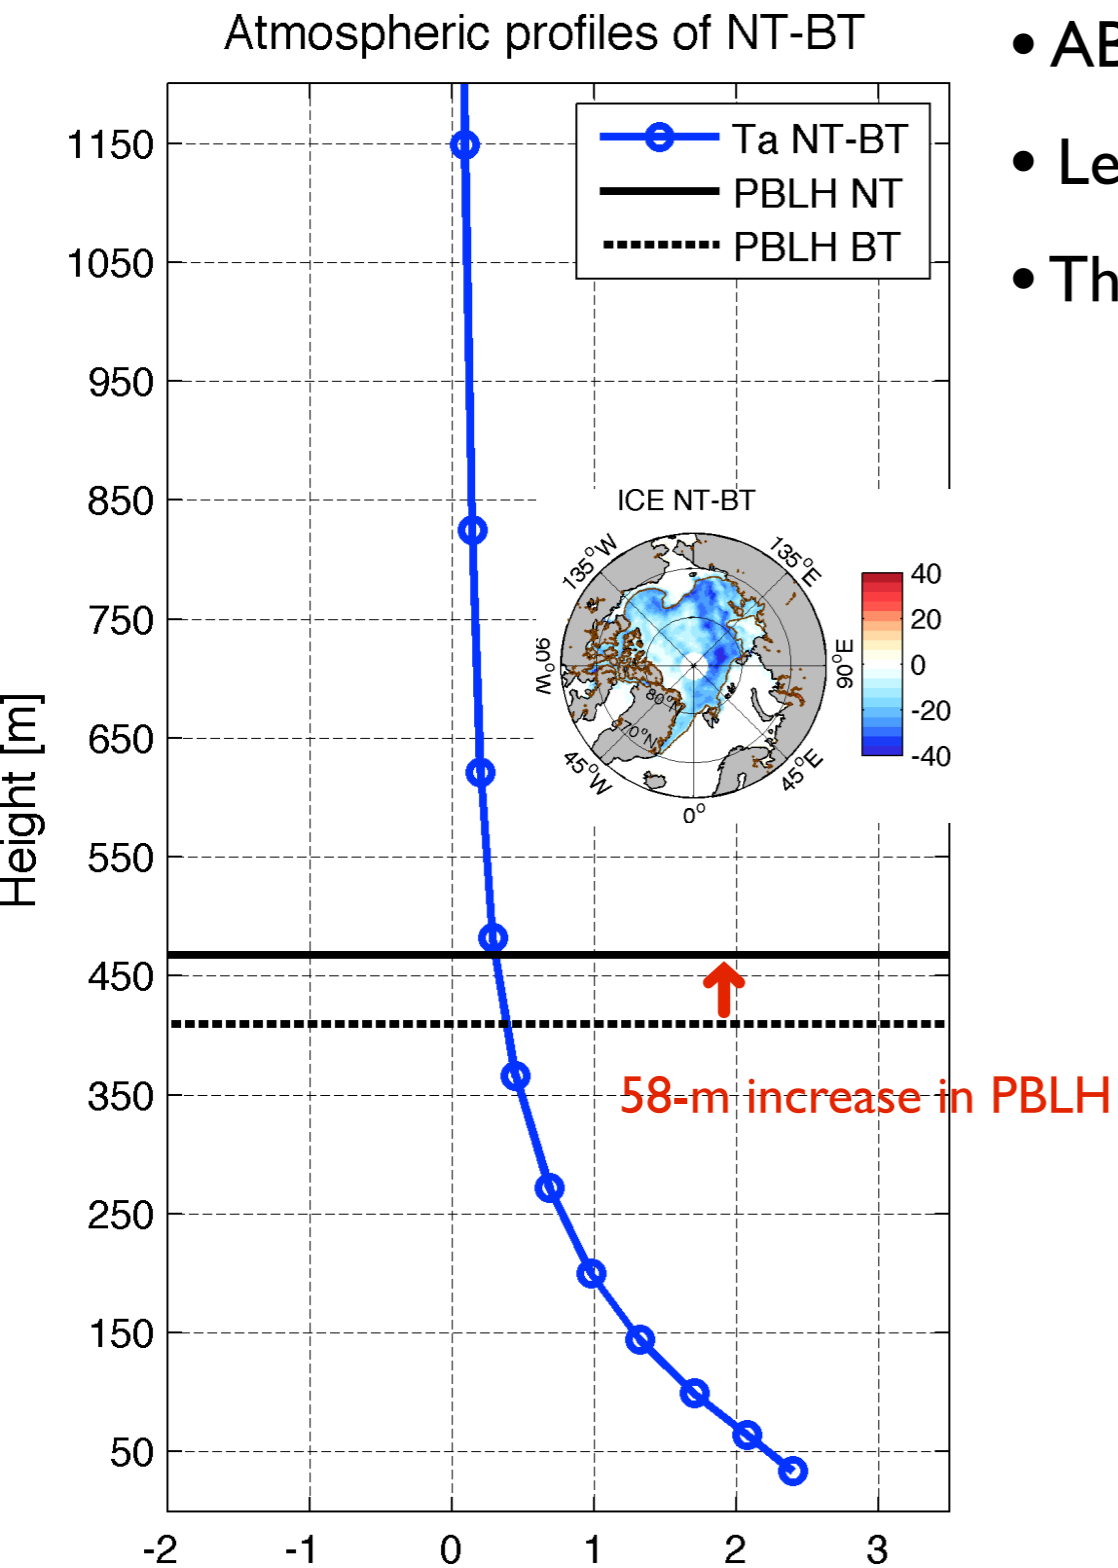 Atmospheric profiles of NT-BT
Ta NT-BT
PBLH NT
PBLH BT
1150
1050
950
850
750
650
550
450
350
250
150
50
Height [m]
-2
-1
0
1
2
3
ICE NT-BT
135°W
135°E
90°W
90°E
80°
70°N
45°W
45°E
0°
40
20
0
-20
-40
58-m increase in PBLH
• AB
• Le
• Th